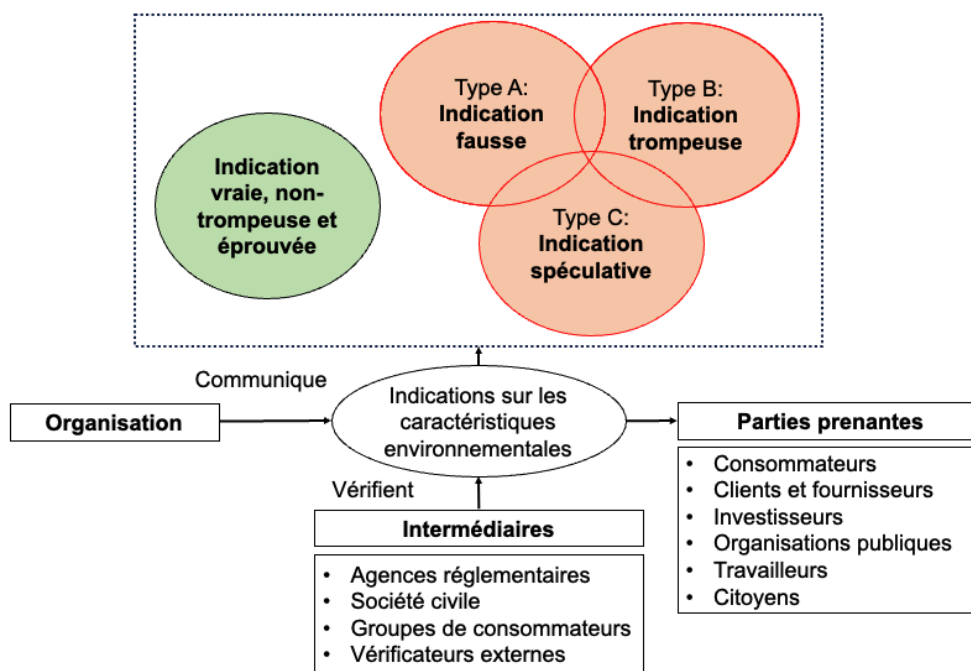 Type A:
Indication
fausse
Type B:
Indication
trompeuse
Indication
vraie, non-
trompeuse et
éprouvée
Type C:
Indication
spéculative
Communique
Organisation
Indications sur les
caractéristiques
environnementales
Parties prenantes
• Consommateurs
• Clients et fournisseurs
• Investisseurs
• Organisations publiques
• Travailleurs
• Citoyens
Vérifient
Intermédiaires
• Agences réglementaires
• Société civile
• Groupes de consommateurs
• Vérificateurs externes